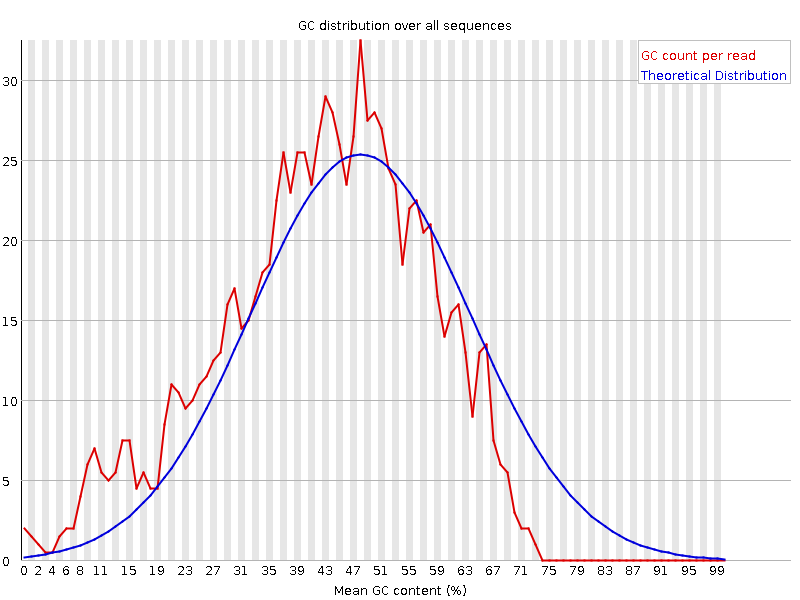 GC distribution over all sequences
GC count per read
Theoretical Distribution
30
25
20
15
10
5
0
0 2 3 4 6 8 9 11 15 19 23 27 31 35 39 43 47 51 55 59 63 67 71 75 79 83 87 91 95 99
Mean GC content (%)